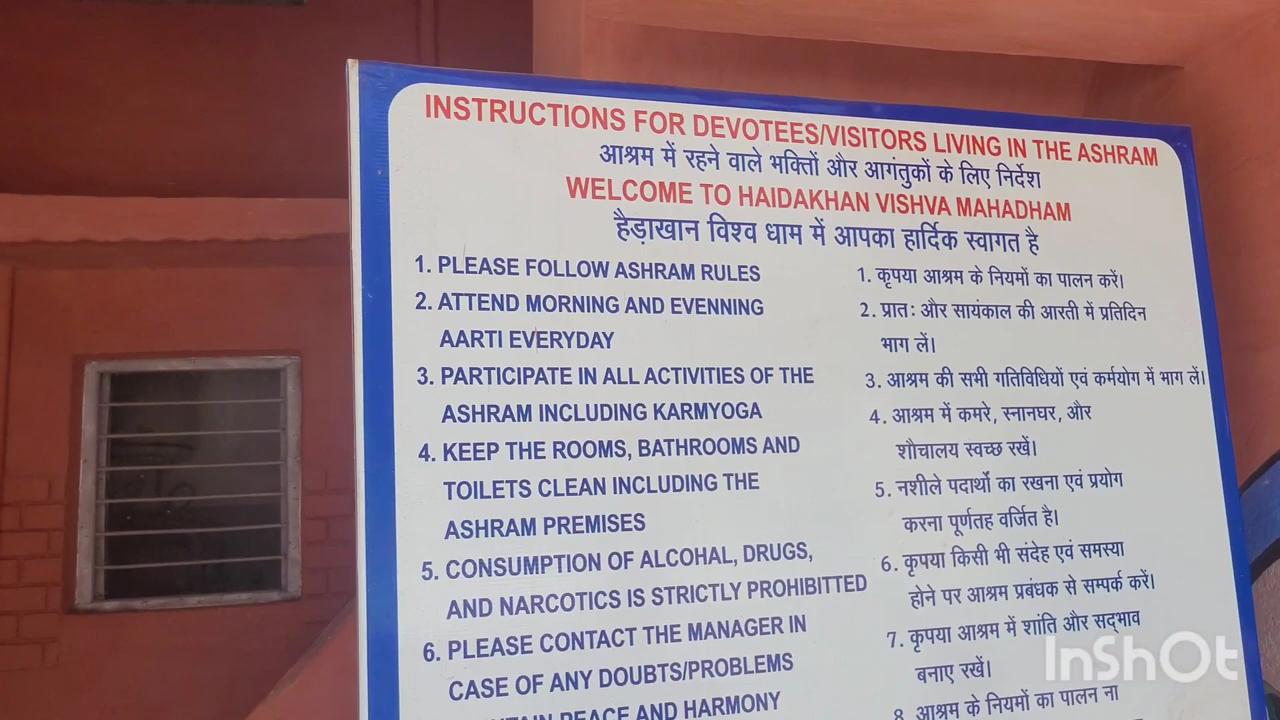 INSTRUCTIONS FOR DEVOTEES/VISITORS LIVING IN THE ASHRAM
आश्रम में रहने वाले भक्तिों और आगंतुकों के लिए निर्देश
WELCOME TO HAIDAKHAN VISHVA MAHADHAM
हैड़ाखान विश्व धाम में आपका हार्दिक स्वागत है
1. PLEASE FOLLOW ASHRAM RULES
2. ATTEND MORNING AND EVENNING
AARTI EVERYDAY
3. PARTICIPATE IN ALL ACTIVITIES OF THE
ASHRAM INCLUDING KARMYOGA
4. KEEP THE ROOMS, BATHROOMS AND
TOILETS CLEAN INCLUDING THE
ASHRAM PREMISES
5. CONSUMPTION OF ALCOHAL, DRUGS,
AND NARCOTICS IS STRICTLY PROHIBITTED
6. PLEASE CONTACT THE MANAGER IN
CASE OF ANY DOUBTS/PROBLEMS
PEACE AND HARMONY
1. कृपया आश्रम के नियमों का पालन करें।
2. प्रात: और सायंकाल की आरती में प्रतिदिन
भाग लें।
3. आश्रम की सभी गतिविधियों एवं कर्मयोग में भाग लें।
4. आश्रम में कमरे, स्नानघर, और
शौचालय स्वच्छ रखें।
5. नशीले पदार्थों का रखना एवं प्रयोग
करना पूर्णतह वर्जित है।
6. कृपया किसी भी संदेह एवं समस्या
होने पर आश्रम प्रबंधक से सम्पर्क करें।
7. कृपया आश्रम में शांति और सद्भाव
बनाए रखें।
8. आश्रम के नियमों का पालन ना
InShOt